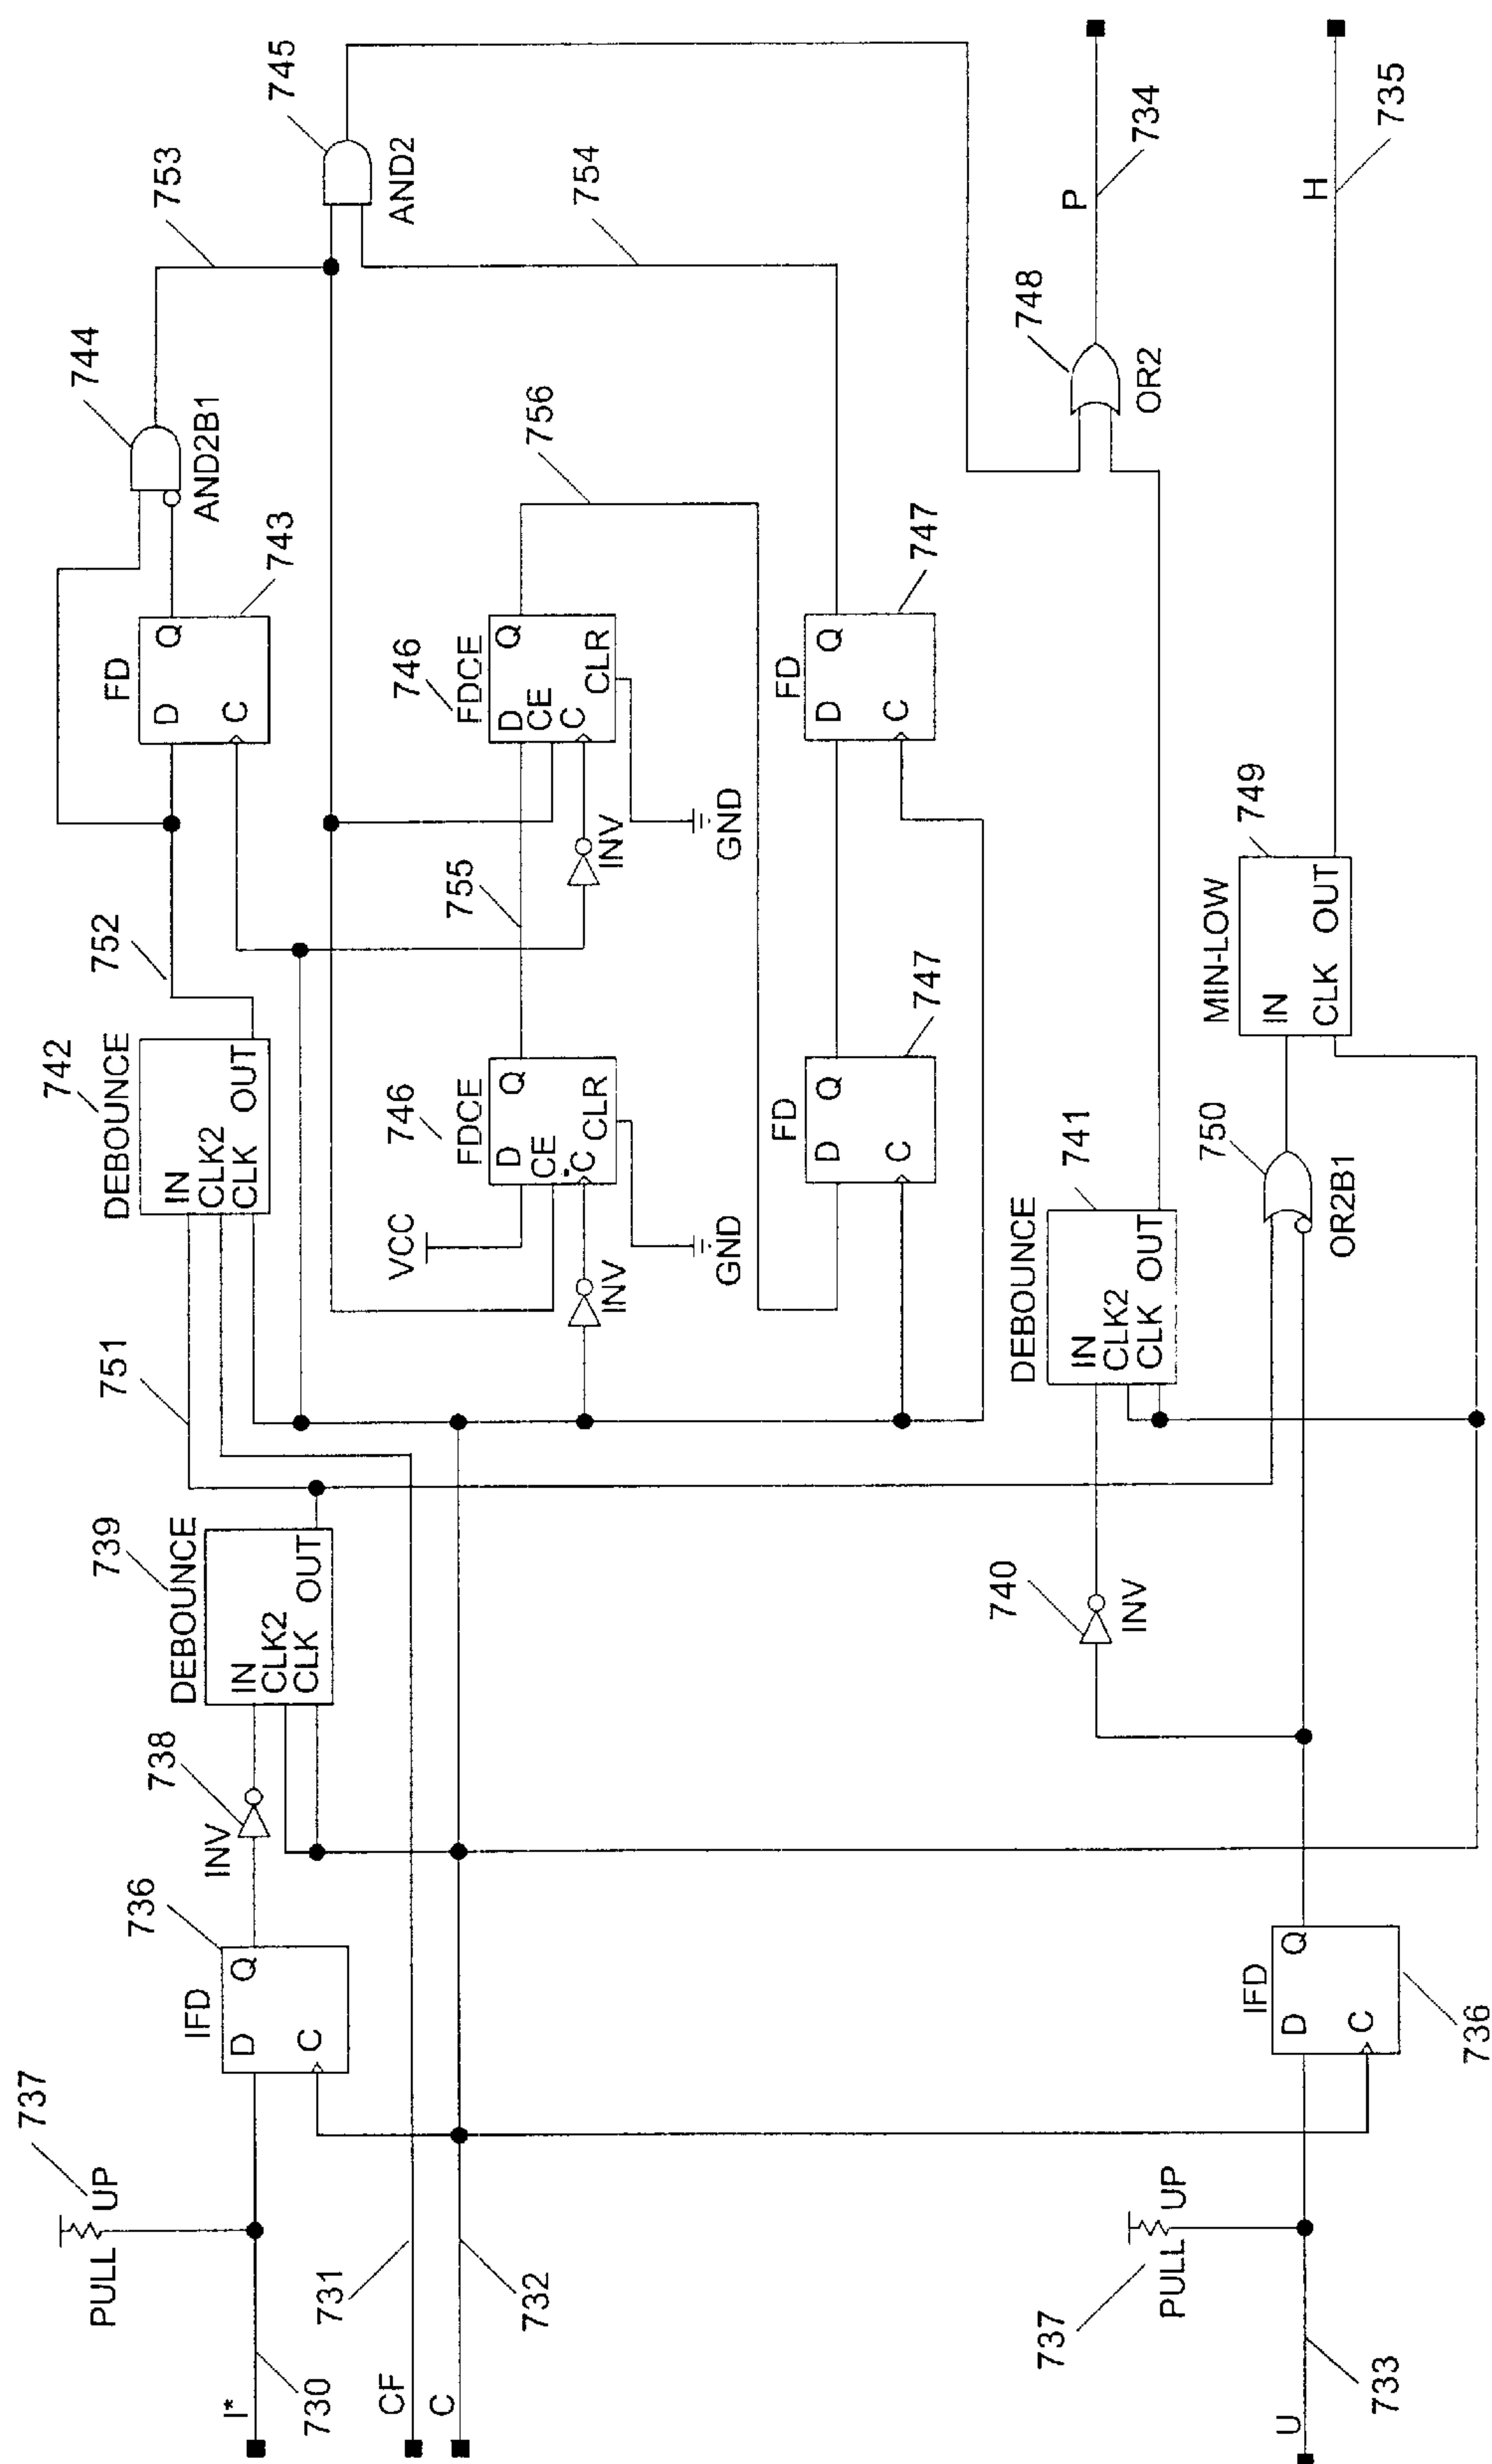 I*
730
CF
731
C
732
U
733
737
PULL UP
737
PULL UP
IFD
736
D
Q
C
IFD
736
D
Q
C
INV
738
DEBOUNCE
739
IN
CLK2
CLK OUT
740
INV
751
DEBOUNCE
742
IN
CLK2
CLK OUT
752
VCC
746
FDCE
D
CE
C
Q
CLR
INV
GND
755
746
FDCE
D
CE
C
Q
CLR
INV
GND
756
FD
743
D
Q
C
744
AND2B1
753
745
AND2
754
FD
747
D
Q
C
FD
747
D
Q
C
DEBOUNCE
741
IN
CLK2
CLK OUT
750
OR2B1
MIN-LOW
749
IN
CLK OUT
748
OR2
P
734
H
735